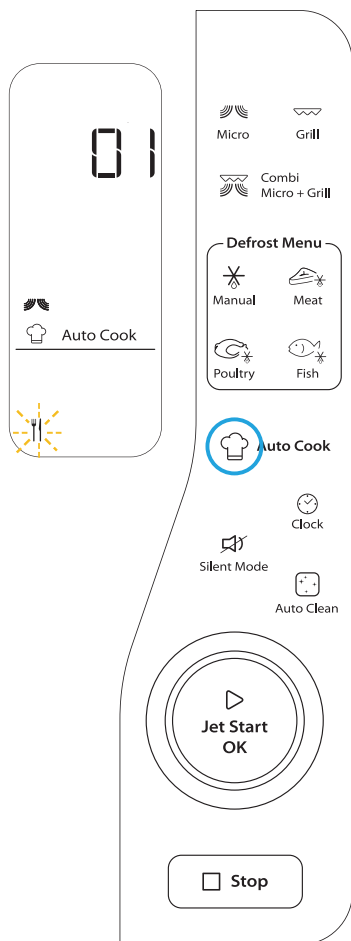 01
Auto Cook
Micro
Grill
Combi
Micro + Grill
Defrost Menu
Manual
Meat
Poultry
Fish
Auto Cook
Clock
Silent Mode
Auto Clean
Jet Start
OK
Stop